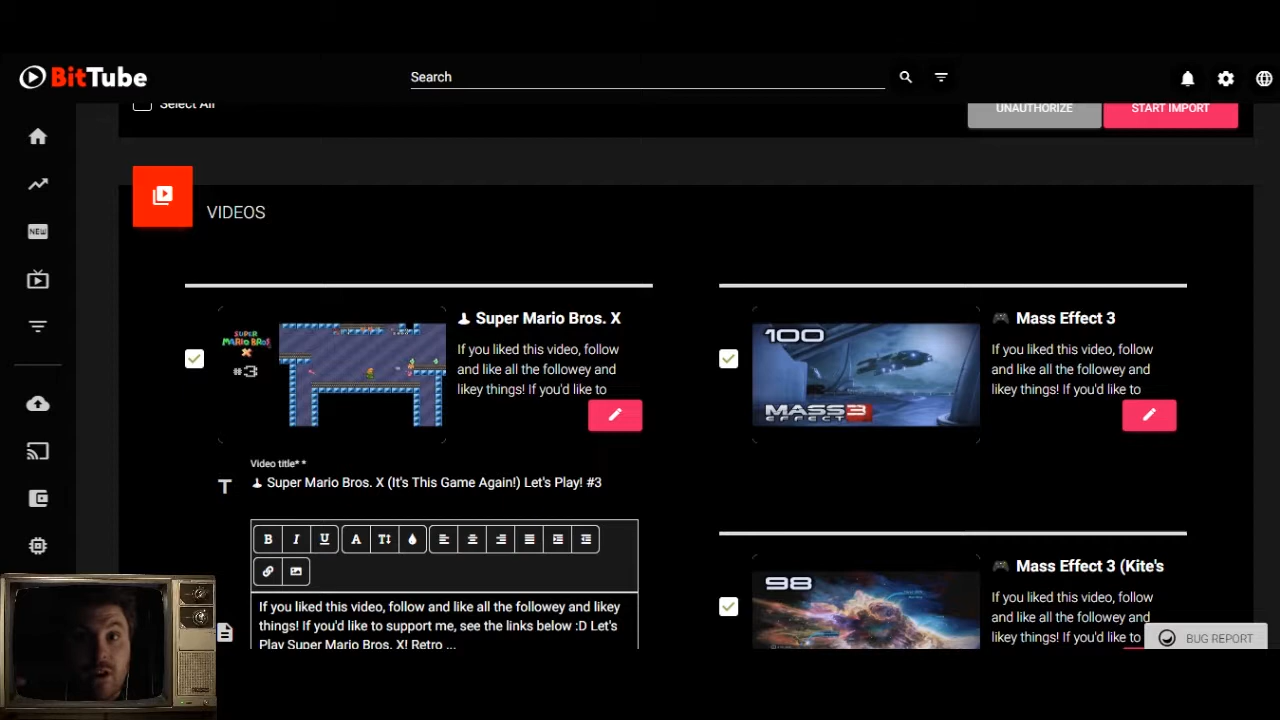 BitTube
Search
Select All
UNAUTHORIZE
START IMPORT
NEW
VIDEOS
SUPER
MARIO BROS.
X
#3
Super Mario Bros. X
If you liked this video, follow
and like all the followey and
likey things! If you'd like to
100
MASS EFFECT 3
Mass Effect 3
If you liked this video, follow
and like all the followey and
likey things! If you'd like to
Video title* *
Super Mario Bros. X (It's This Game Again!) Let's Play! #3
B I U A T
If you liked this video, follow and like all the followey and likey
things! If you'd like to support me, see the links below :D Let's
Play Super Mario Bros. X! Retro ...
98
Mass Effect 3 (Kite's
If you liked this video, follow
and like all the followey and
likey things! If you'd like to
BUG REPORT